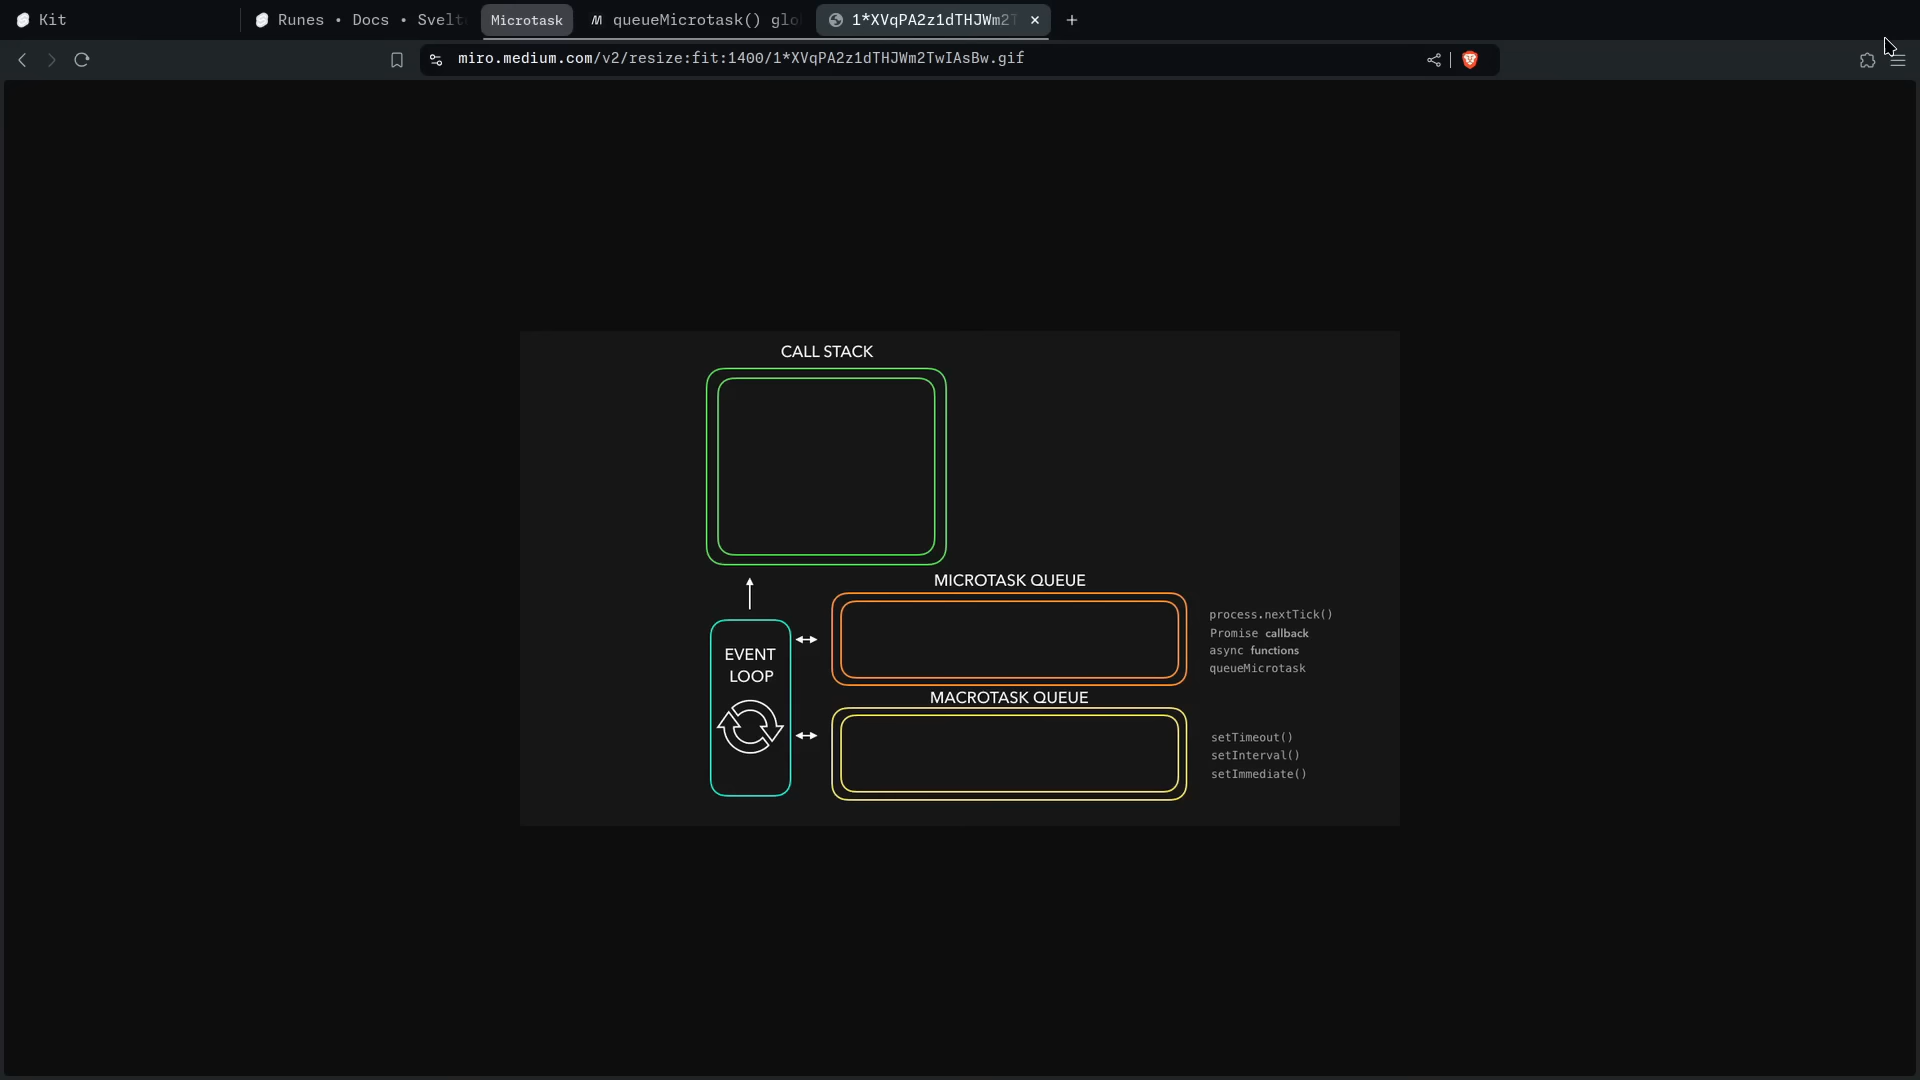 Kit
Runes • Docs • Svelt
Microtask
queueMicrotask() glo
1*XVqPA2z1dTHJWm2T
miro.medium.com/v2/resize:fit:1400/1*XVqPA2z1dTHJWm2TwIAsBw.gif
CALL STACK
MICROTASK QUEUE
process.nextTick()
Promise callback
async functions
queueMicrotask
EVENT
LOOP
MACROTASK QUEUE
setTimeout()
setInterval()
setImmediate()